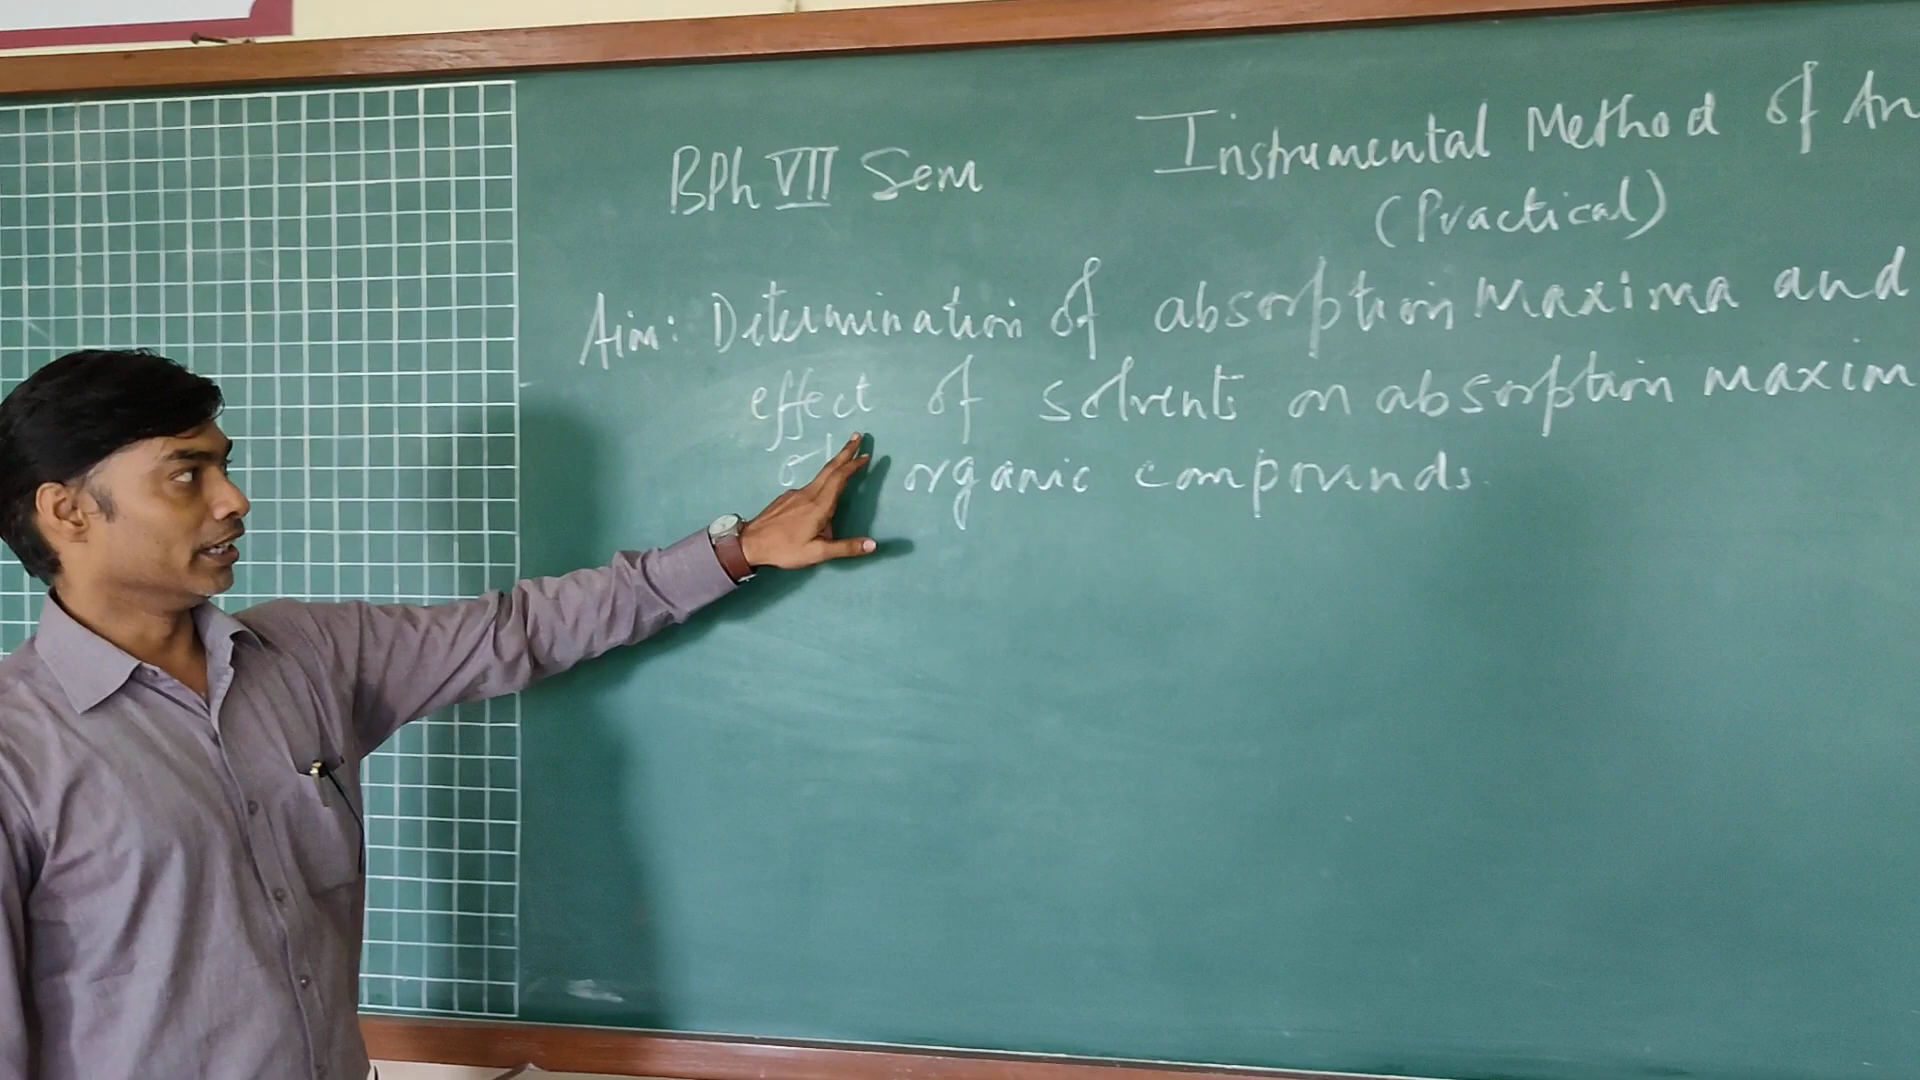 BPh VII Sem
Instrumental Method of An
(Practical)
Aim: Determination of absorption maxima and
effect of solvents on absorption maxim
of organic compounds.